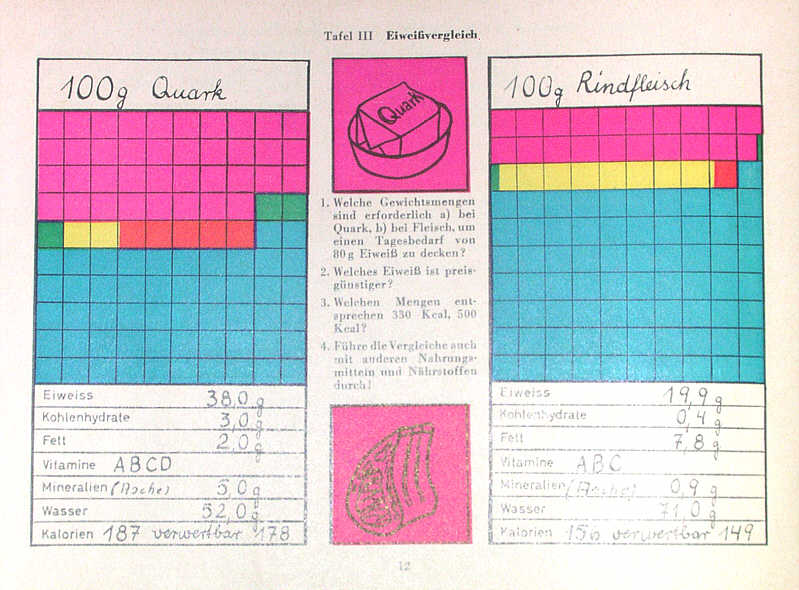 Tafel III Eiweißvergleich.
100g Quark
Quark
100g Rindfleisch
1. Welche Gewichtsmengen
sind erforderlich a) bei
Quark, b) bei Fleisch, um
einen Tagesbedarf von
80g Eiweiß zu decken?
2. Welches Eiweiß ist preis-
günstiger?
3. Welchen Mengen ent-
sprechen 330 Kcal, 500
Kcal?
4. Führe die Vergleiche auch
mit anderen Nahrungs-
mitteln und Nährstoffen
durch!
Eiweiss 38,0 g
Kohlenhydrate 3,0 g
Fett 2,0 g
Vitamine ABCD
Mineralien (Asche) 5,0 g
Wasser 52,0 g
Kalorien 187 verwertbar 178
Eiweiss 19,9 g
Kohlenhydrate 0,4 g
Fett 7,8 g
Vitamine ABC
Mineralien (Asche) 0,9 g
Wasser 71,0 g
Kalorien 156 verwertbar 149
12